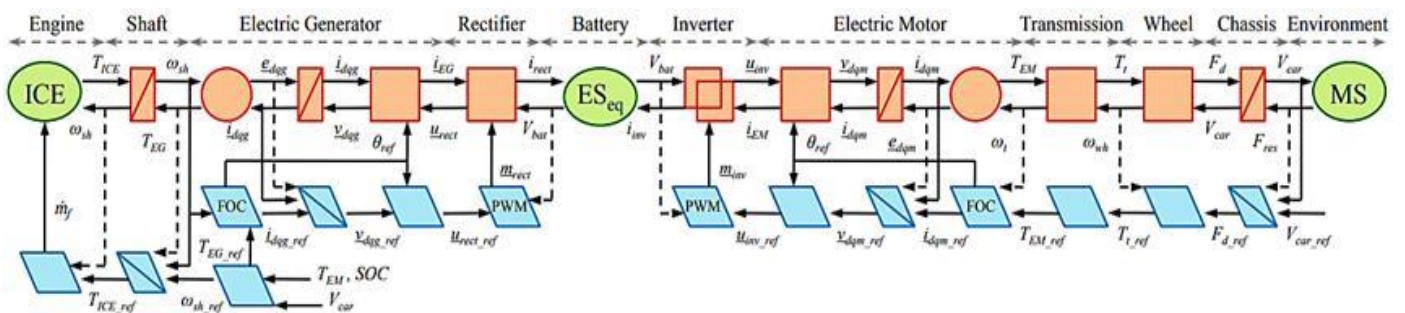 Engine Shaft Electric Generator Rectifier Battery Inverter Electric Motor Transmission Wheel Chassis Environment
T_ICE ω_sh e_dqg i_dqg i_EG i_rect V_bat u_inv v_dqm i_dqm T_EM T_t F_d V_car
ICE ES_eq MS
ω_sh T_EG i_dqg v_dqg θ_ref u_rect V_bat i_inv i_EM θ_ref i_dqm e_dqm ω_t ω_wh V_car F_res
m_rect m_inv
ṁ_f FOC PWM PWM FOC
T_EG_ref i_dqg_ref v_dqg_ref u_rect_ref u_inv_ref v_dqm_ref i_dqm_ref T_EM_ref T_t_ref F_d_ref V_car_ref
T_EM, SOC
T_ICE_ref ω_sh_ref V_car